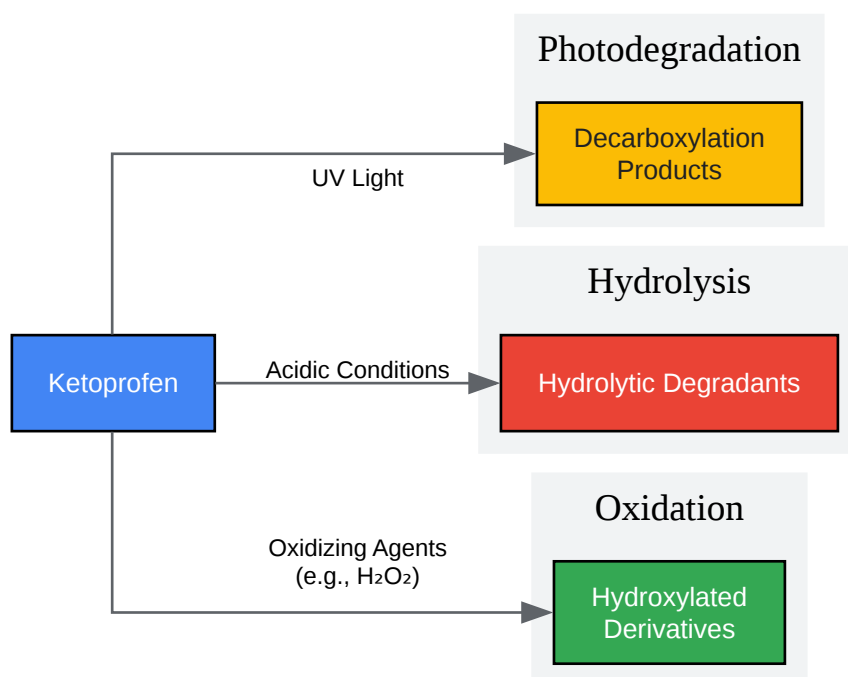 Photodegradation
Decarboxylation
Products
UV Light
Hydrolysis
Ketoprofen
Acidic Conditions
Hydrolytic Degradants
Oxidation
Oxidizing Agents
(e.g., H₂O₂)
Hydroxylated
Derivatives